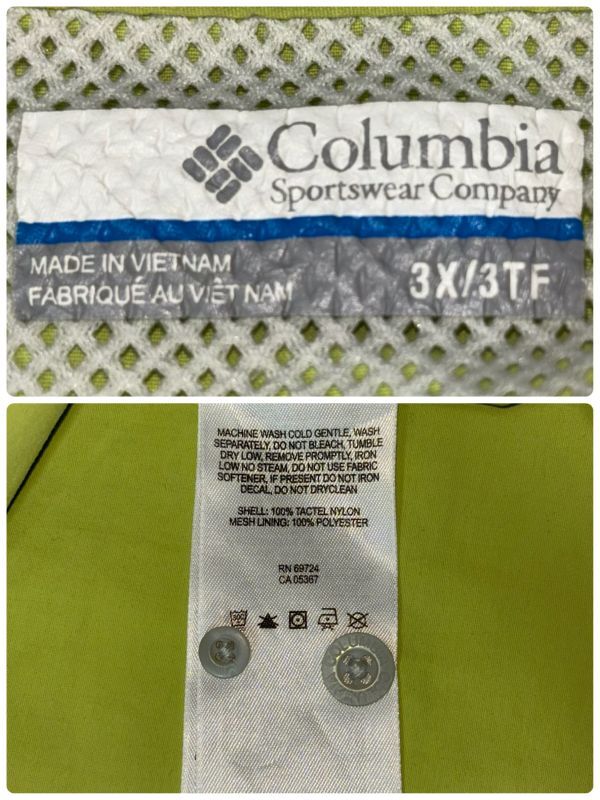 Columbia
Sportswear Company
MADE IN VIETNAM
FABRIQUÉ AU VIÊT NAM
3X/3TF
MACHINE WASH COLD GENTLE, WASH
SEPARATELY, DO NOT BLEACH, TUMBLE
DRY LOW, REMOVE PROMPTLY, IRON
LOW NO STEAM, DO NOT USE FABRIC
SOFTENER, IF PRESENT DO NOT IRON
DECAL, DO NOT DRYCLEAN
SHELL: 100% TACTEL NYLON
MESH LINING: 100% POLYESTER
RN 69724
CA 05367